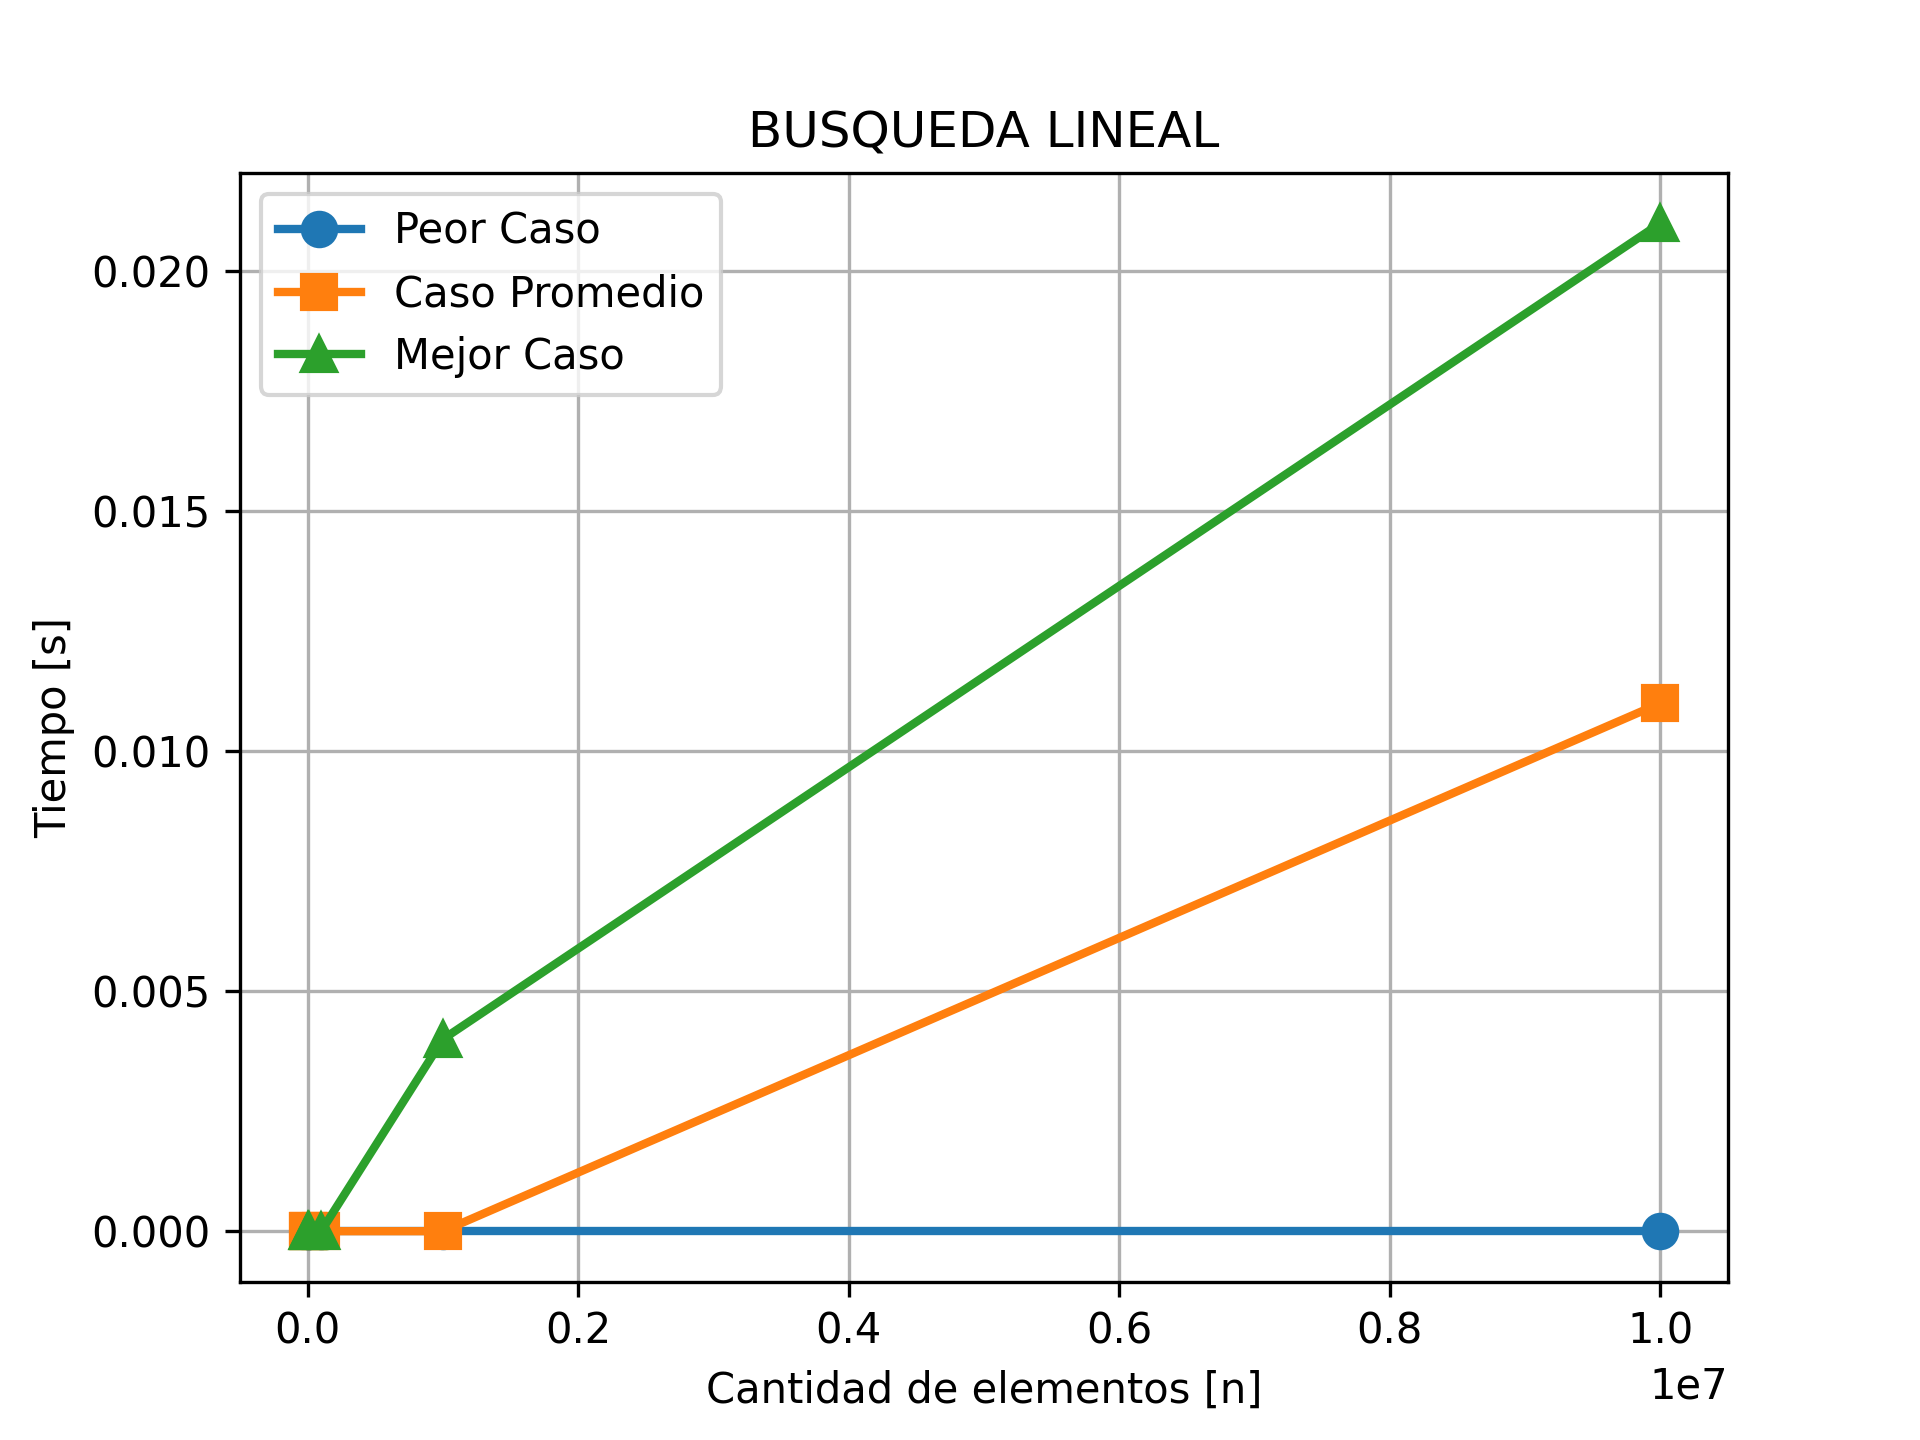 BUSQUEDA LINEAL
Peor Caso
Caso Promedio
Mejor Caso
0.020
0.015
0.010
0.005
0.000
Tiempo [s]
0.0 0.2 0.4 0.6 0.8 1.0
1e7
Cantidad de elementos [n]